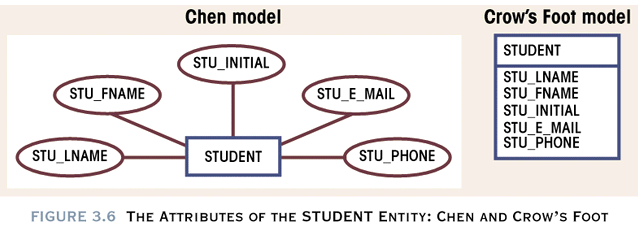 Chen model
Crow's Foot model
STU_INITIAL
STU_FNAME
STU_E_MAIL
STU_LNAME
STUDENT
STU_PHONE
STUDENT
STU_LNAME
STU_FNAME
STU_INITIAL
STU_E_MAIL
STU_PHONE
FIGURE 3.6 THE ATTRIBUTES OF THE STUDENT ENTITY: CHEN AND CROW'S FOOT